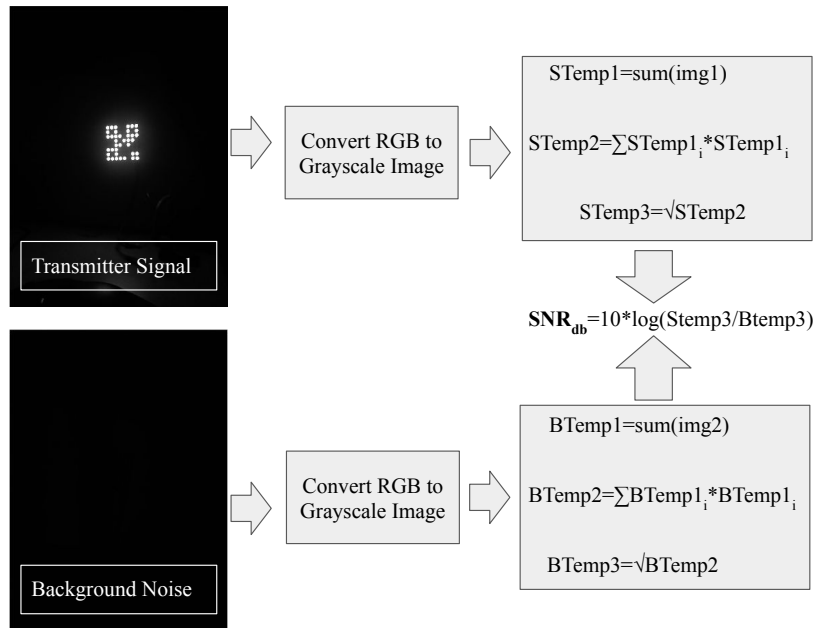 Transmitter Signal
Convert RGB to
Grayscale Image
STemp1=sum(img1)
STemp2=∑STemp1ᵢ*STemp1ᵢ
STemp3=√STemp2
SNR_db=10*log(Stemp3/Btemp3)
Background Noise
Convert RGB to
Grayscale Image
BTemp1=sum(img2)
BTemp2=∑BTemp1ᵢ*BTemp1ᵢ
BTemp3=√BTemp2